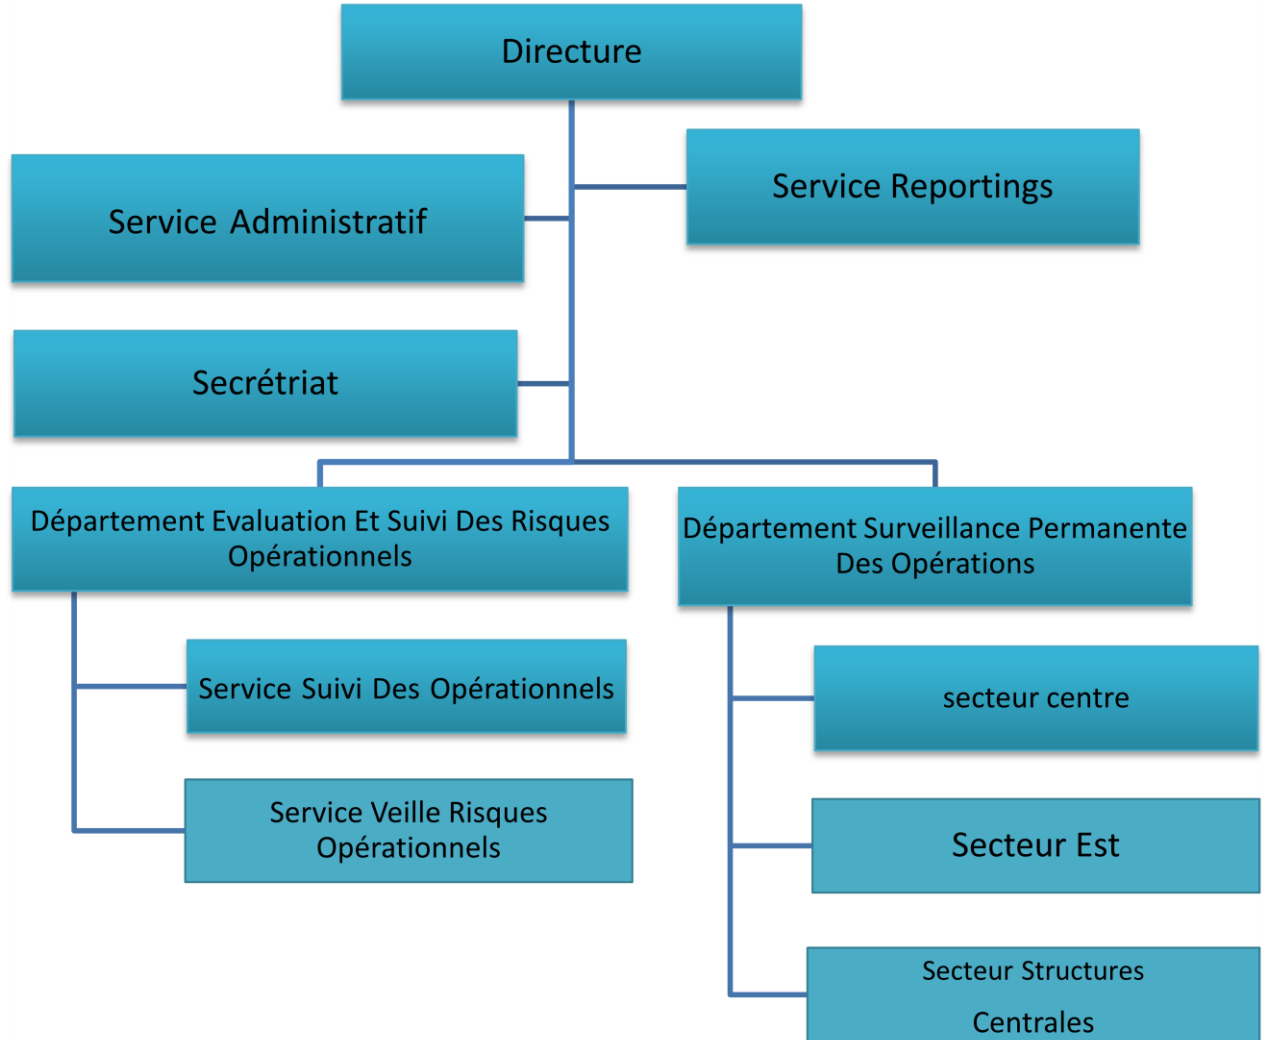 Directure
Service Reportings
Service Administratif
Secrétriat
Département Evaluation Et Suivi Des Risques
Opérationnels
Service Suivi Des Opérationnels
Service Veille Risques
Opérationnels
Département Surveillance Permanente
Des Opérations
secteur centre
Secteur Est
Secteur Structures
Centrales